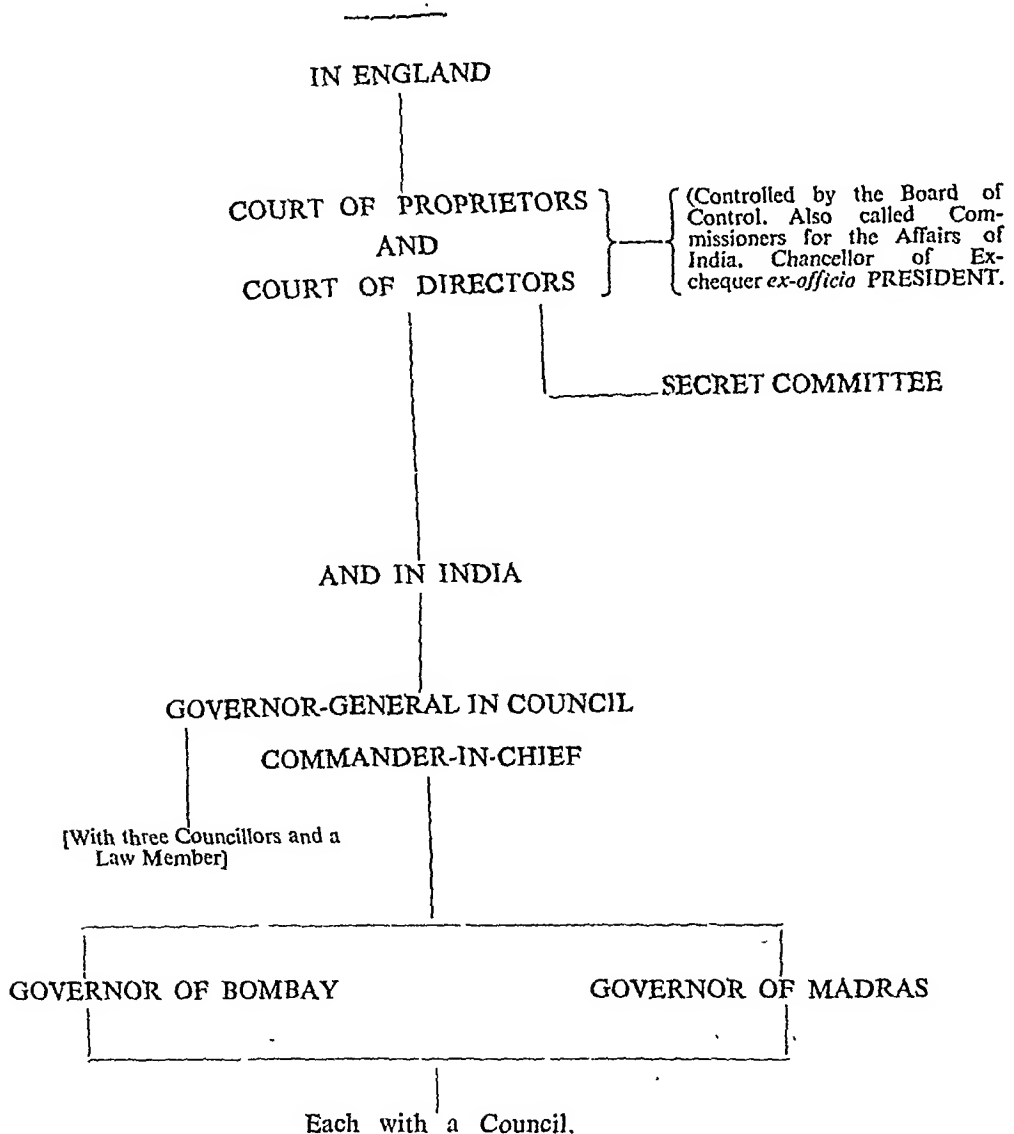 IN ENGLAND
COURT OF PROPRIETORS
AND
COURT OF DIRECTORS
(Controlled by the Board of
Control. Also called Com-
missioners for the Affairs of
India. Chancellor of Ex-
chequer ex-officio PRESIDENT.
SECRET COMMITTEE
AND IN INDIA
GOVERNOR-GENERAL IN COUNCIL
COMMANDER-IN-CHIEF
[With three Councillors and a
Law Member]
GOVERNOR OF BOMBAY
GOVERNOR OF MADRAS
Each with a Council.